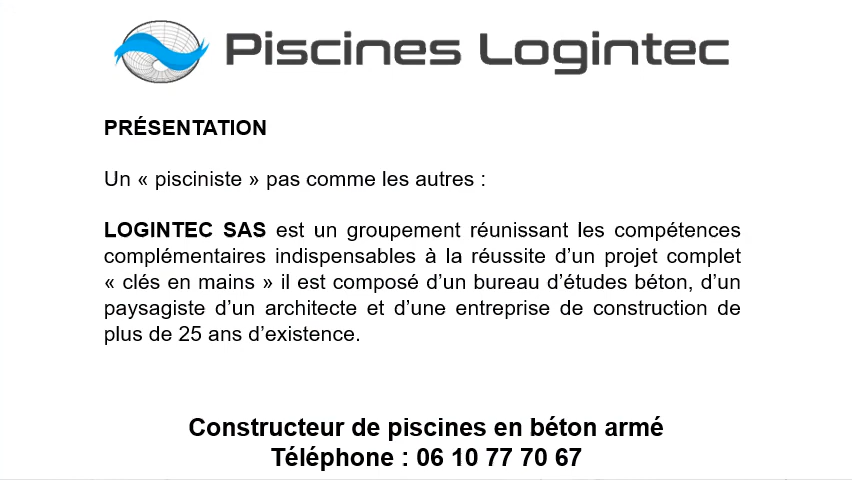 Piscines Logintec
PRÉSENTATION
Un « pisciniste » pas comme les autres :
LOGINTEC SAS est un groupement réunissant les compétences
complémentaires indispensables à la réussite d’un projet complet
« clés en mains » il est composé d’un bureau d’études béton, d’un
paysagiste d’un architecte et d’une entreprise de construction de
plus de 25 ans d’existence.
Constructeur de piscines en béton armé
Téléphone : 06 10 77 70 67